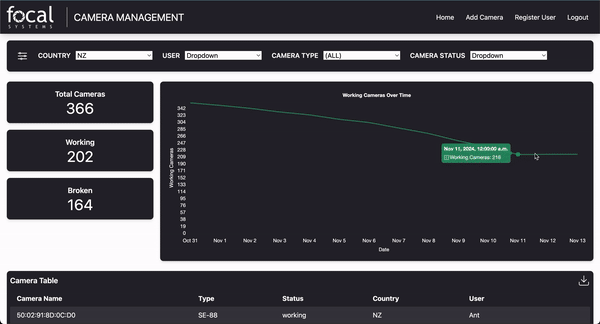 focal
SYSTEMS
CAMERA MANAGEMENT
Home Add Camera Register User Logout
COUNTRY NZ USER Dropdown CAMERA TYPE (ALL) CAMERA STATUS Dropdown
Total Cameras
366
Working
202
Broken
164
Working Cameras Over Time
Working Cameras
342
323
304
285
266
247
228
209
190
171
152
133
114
95
76
57
38
19
0
Nov 11, 2024, 12:00:00 a.m.
Working Cameras: 218
Oct 31 Nov 1 Nov 2 Nov 3 Nov 4 Nov 5 Nov 6 Nov 7 Nov 8 Nov 9 Nov 10 Nov 11 Nov 12 Nov 13
Date
Camera Table
Camera Name Type Status Country User
50:02:91:8D:0C:D0 SE-88 working NZ Ant